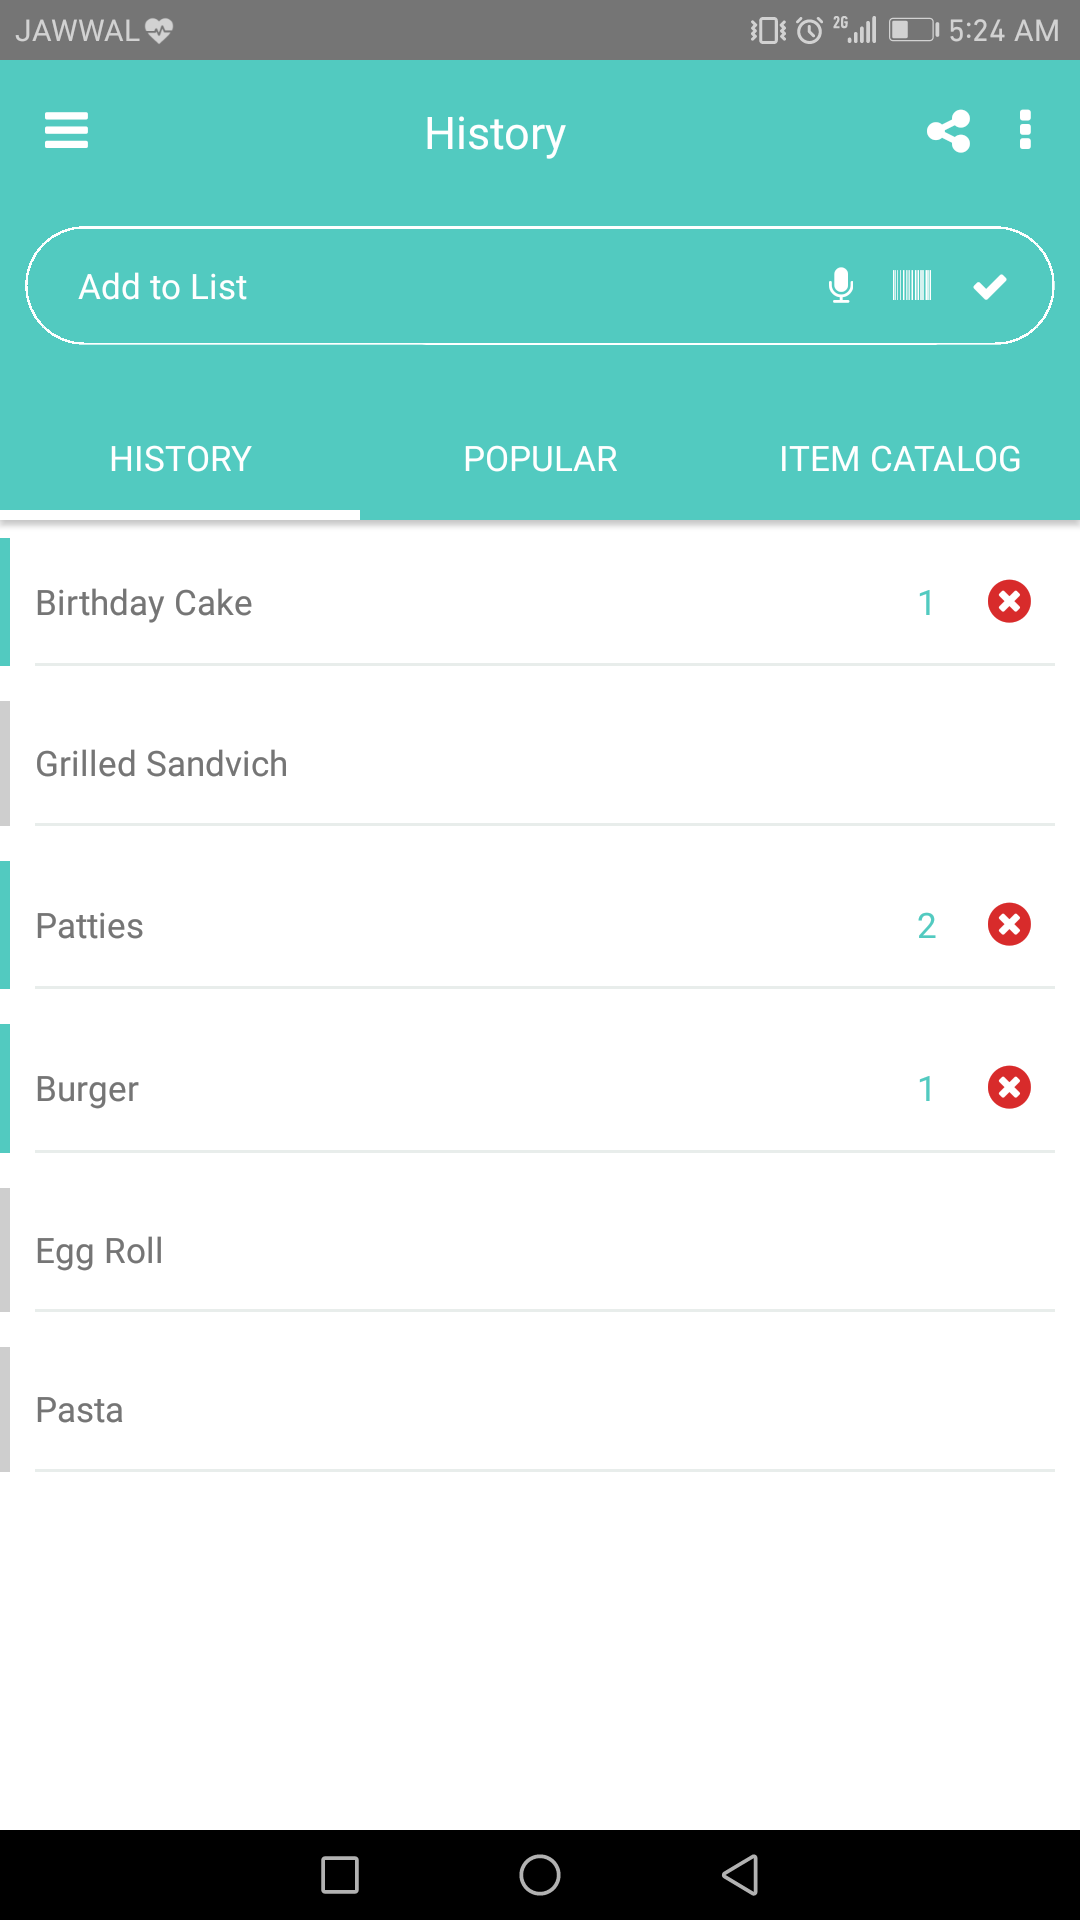 JAWWAL 2G 5:24 AM
History
Add to List
HISTORY POPULAR ITEM CATALOG
Birthday Cake 1
Grilled Sandvich
Patties 2
Burger 1
Egg Roll
Pasta